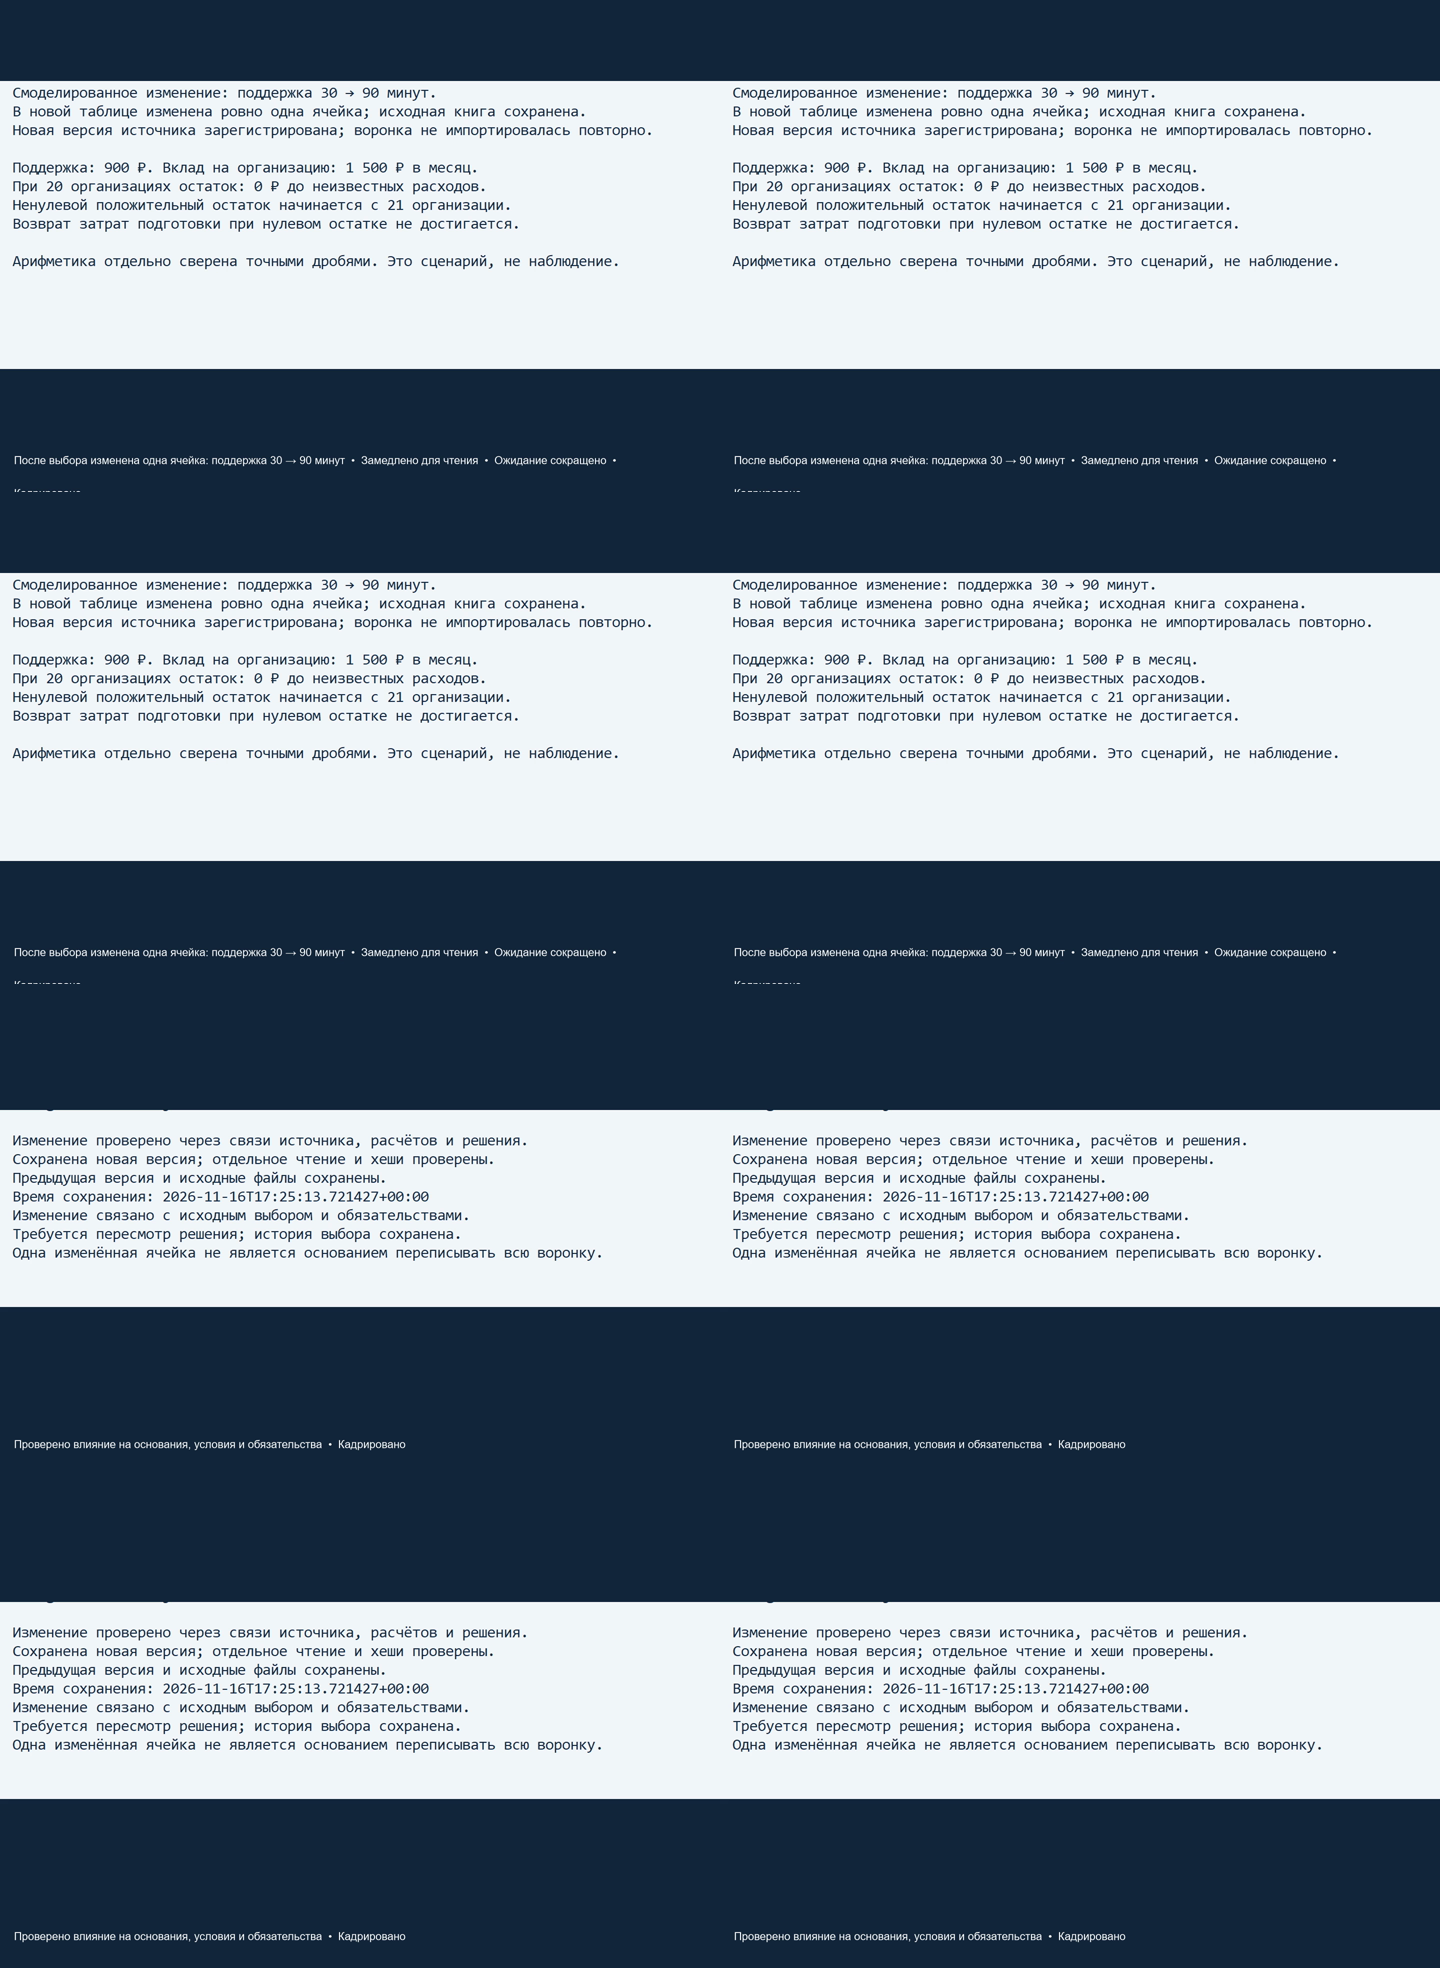 Смоделированное изменение: поддержка 30 → 90 минут.
В новой таблице изменена ровно одна ячейка; исходная книга сохранена.
Новая версия источника зарегистрирована; воронка не импортировалась повторно.
Поддержка: 900 ₽. Вклад на организацию: 1 500 ₽ в месяц.
При 20 организациях остаток: 0 ₽ до неизвестных расходов.
Ненулевой положительный остаток начинается с 21 организации.
Возврат затрат подготовки при нулевом остатке не достигается.
Арифметика отдельно сверена точными дробями. Это сценарий, не наблюдение.
После выбора изменена одна ячейка: поддержка 30 → 90 минут • Замедлено для чтения • Ожидание сокращено •
Смоделированное изменение: поддержка 30 → 90 минут.
В новой таблице изменена ровно одна ячейка; исходная книга сохранена.
Новая версия источника зарегистрирована; воронка не импортировалась повторно.
Поддержка: 900 ₽. Вклад на организацию: 1 500 ₽ в месяц.
При 20 организациях остаток: 0 ₽ до неизвестных расходов.
Ненулевой положительный остаток начинается с 21 организации.
Возврат затрат подготовки при нулевом остатке не достигается.
Арифметика отдельно сверена точными дробями. Это сценарий, не наблюдение.
После выбора изменена одна ячейка: поддержка 30 → 90 минут • Замедлено для чтения • Ожидание сокращено •
Смоделированное изменение: поддержка 30 → 90 минут.
В новой таблице изменена ровно одна ячейка; исходная книга сохранена.
Новая версия источника зарегистрирована; воронка не импортировалась повторно.
Поддержка: 900 ₽. Вклад на организацию: 1 500 ₽ в месяц.
При 20 организациях остаток: 0 ₽ до неизвестных расходов.
Ненулевой положительный остаток начинается с 21 организации.
Возврат затрат подготовки при нулевом остатке не достигается.
Арифметика отдельно сверена точными дробями. Это сценарий, не наблюдение.
После выбора изменена одна ячейка: поддержка 30 → 90 минут • Замедлено для чтения • Ожидание сокращено •
Смоделированное изменение: поддержка 30 → 90 минут.
В новой таблице изменена ровно одна ячейка; исходная книга сохранена.
Новая версия источника зарегистрирована; воронка не импортировалась повторно.
Поддержка: 900 ₽. Вклад на организацию: 1 500 ₽ в месяц.
При 20 организациях остаток: 0 ₽ до неизвестных расходов.
Ненулевой положительный остаток начинается с 21 организации.
Возврат затрат подготовки при нулевом остатке не достигается.
Арифметика отдельно сверена точными дробями. Это сценарий, не наблюдение.
После выбора изменена одна ячейка: поддержка 30 → 90 минут • Замедлено для чтения • Ожидание сокращено •
Изменение проверено через связи источника, расчётов и решения.
Сохранена новая версия; отдельное чтение и хеши проверены.
Предыдущая версия и исходные файлы сохранены.
Время сохранения: 2026-11-16T17:25:13.721427+00:00
Изменение связано с исходным выбором и обязательствами.
Требуется пересмотр решения; история выбора сохранена.
Одна изменённая ячейка не является основанием переписывать всю воронку.
Проверено влияние на основания, условия и обязательства • Кадрировано
Изменение проверено через связи источника, расчётов и решения.
Сохранена новая версия; отдельное чтение и хеши проверены.
Предыдущая версия и исходные файлы сохранены.
Время сохранения: 2026-11-16T17:25:13.721427+00:00
Изменение связано с исходным выбором и обязательствами.
Требуется пересмотр решения; история выбора сохранена.
Одна изменённая ячейка не является основанием переписывать всю воронку.
Проверено влияние на основания, условия и обязательства • Кадрировано
Изменение проверено через связи источника, расчётов и решения.
Сохранена новая версия; отдельное чтение и хеши проверены.
Предыдущая версия и исходные файлы сохранены.
Время сохранения: 2026-11-16T17:25:13.721427+00:00
Изменение связано с исходным выбором и обязательствами.
Требуется пересмотр решения; история выбора сохранена.
Одна изменённая ячейка не является основанием переписывать всю воронку.
Проверено влияние на основания, условия и обязательства • Кадрировано
Изменение проверено через связи источника, расчётов и решения.
Сохранена новая версия; отдельное чтение и хеши проверены.
Предыдущая версия и исходные файлы сохранены.
Время сохранения: 2026-11-16T17:25:13.721427+00:00
Изменение связано с исходным выбором и обязательствами.
Требуется пересмотр решения; история выбора сохранена.
Одна изменённая ячейка не является основанием переписывать всю воронку.
Проверено влияние на основания, условия и обязательства • Кадрировано